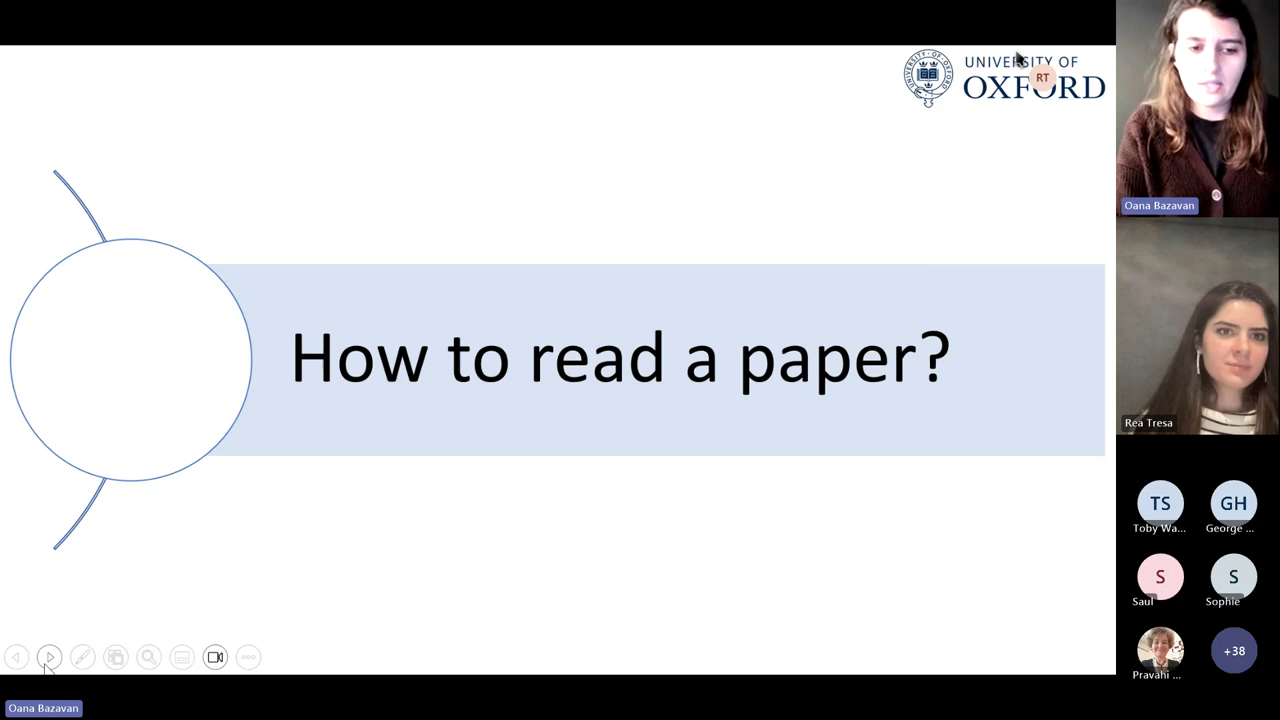 UNIVERSITY OF
OXFORD
RT
How to read a paper?
Oana Bazavan
Rea Tresa
TS
GH
Toby Wa...
George ...
S
S
Saul
Sophie
Pravahi ...
+38
Oana Bazavan